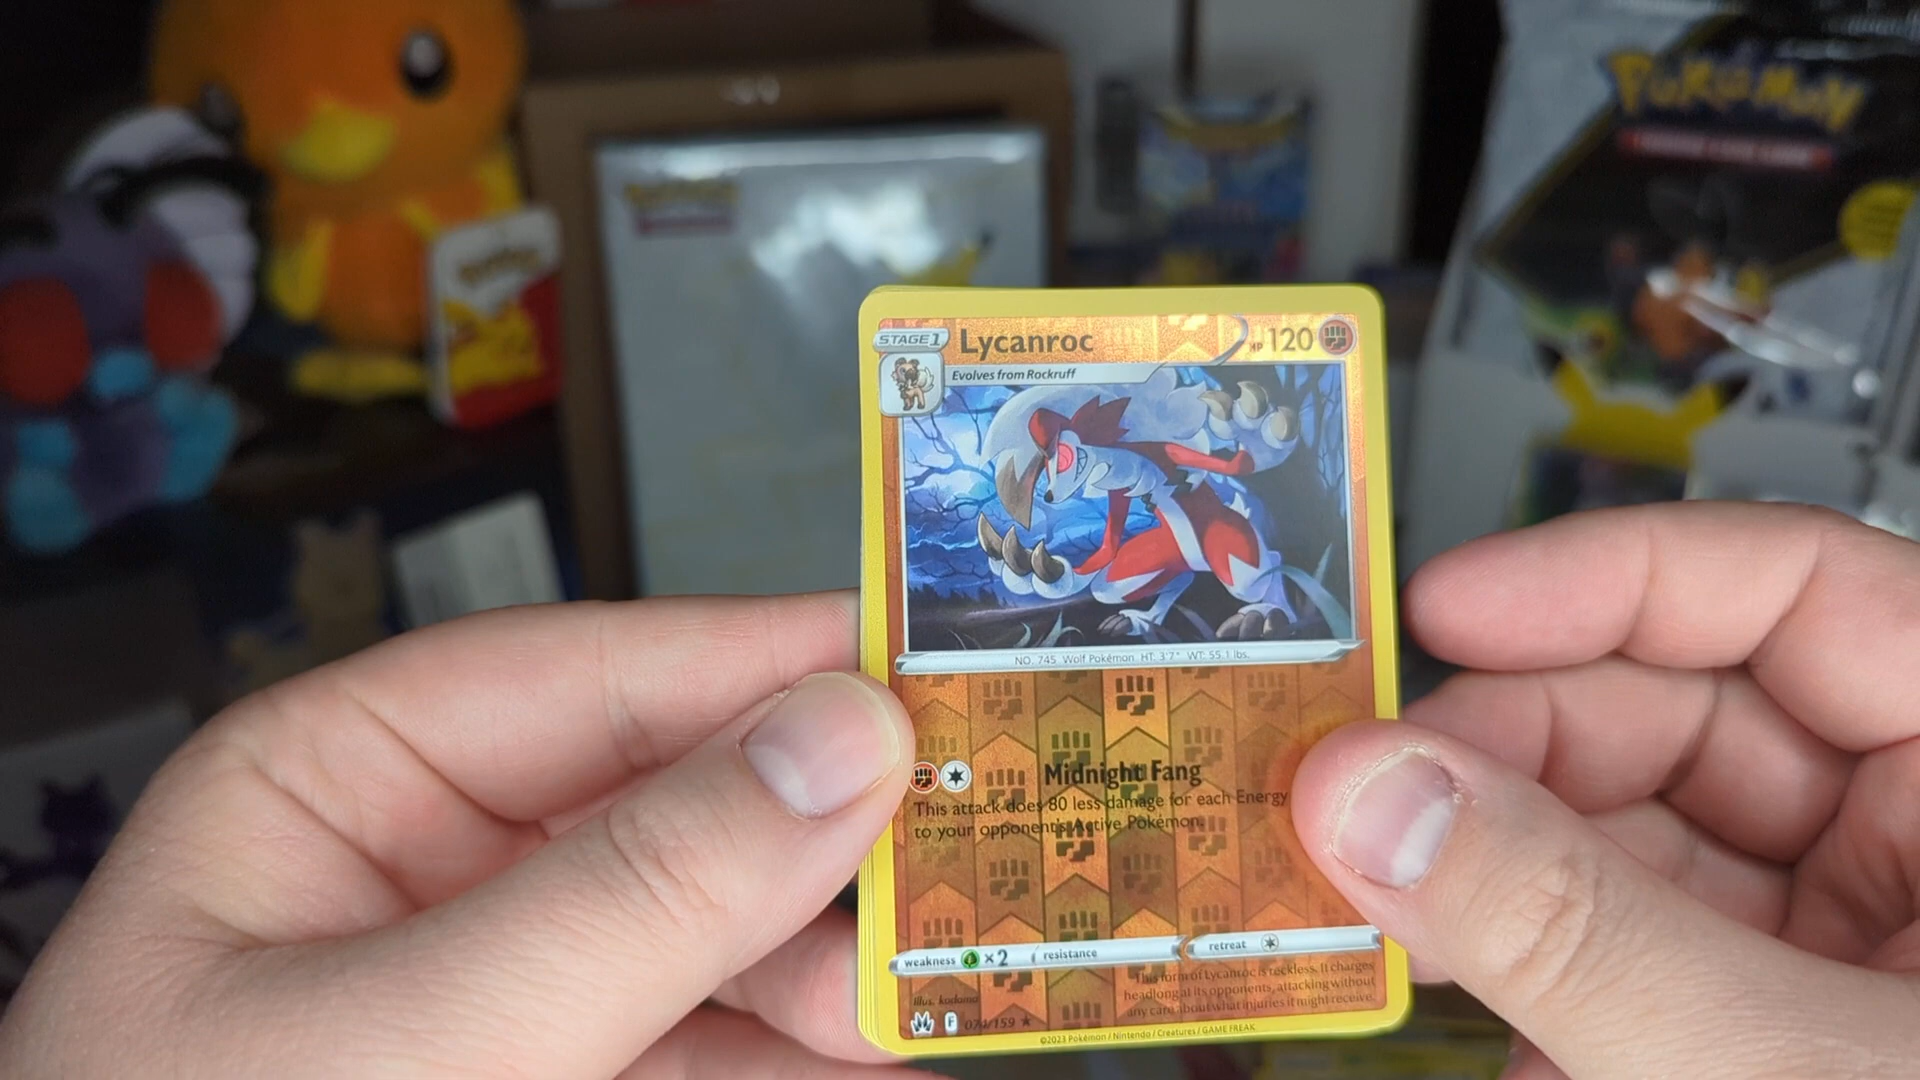 POKéMON
STAGE 1
Lycanroc
HP 120
Evolves from Rockruff
NO. 745 Wolf Pokémon HT: 3'7" WT: 55.1 lbs.
Midnight Fang
This attack does 80 less damage for each Energy
to your opponent's Active Pokémon.
weakness ×2
resistance
retreat
Illus. kodama
This form of Lycanroc is reckless. It charges
headlong at its opponents, attacking without
any care about what injuries it might receive.
F
/159 ★
©2023 Pokémon / Nintendo / Creatures / GAME FREAK